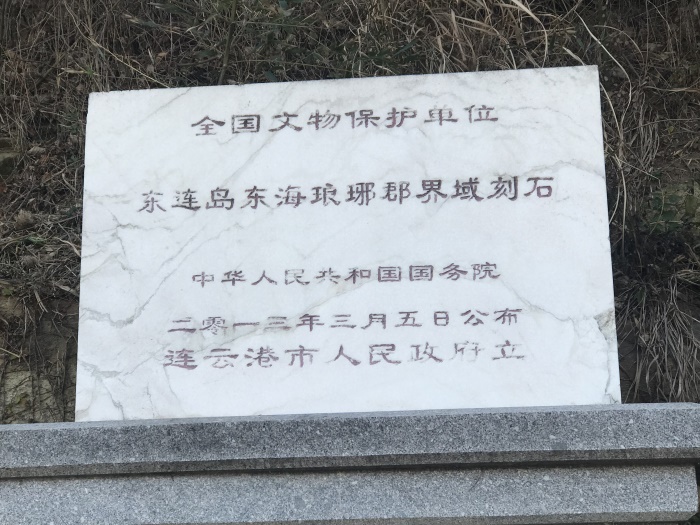 全国文物保护单位
东连岛东海琅琊郡界域刻石
中华人民共和国国务院
二零一三年三月五日公布
连云港市人民政府立